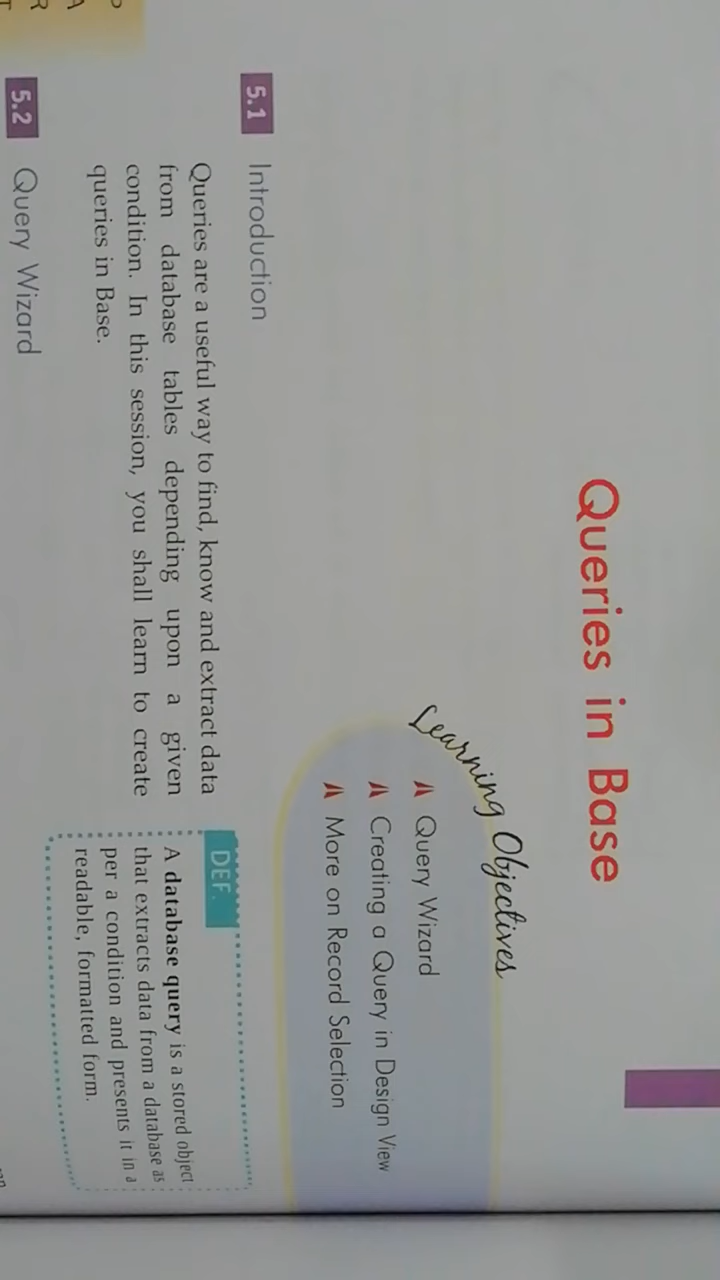 Queries in Base
Learning Objectives
Query Wizard
Creating a Query in Design View
More on Record Selection
5.1 Introduction
Queries are a useful way to find, know and extract data
from database tables depending upon a given
condition. In this session, you shall learn to create
queries in Base.
DEF.
A database query is a stored object
that extracts data from a database as
per a condition and presents it in a
readable, formatted form.
5.2 Query Wizard